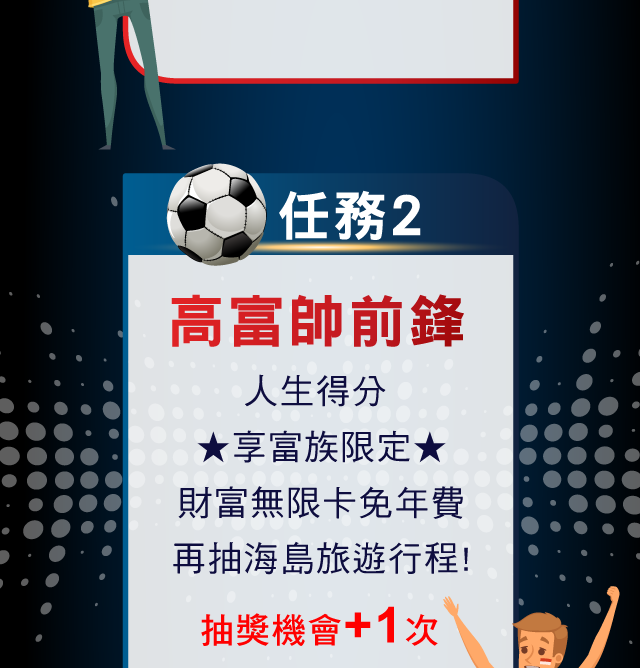 任務2
高富帥前鋒
人生得分
★享富族限定★
財富無限卡免年費
再抽海島旅遊行程!
抽獎機會+1次